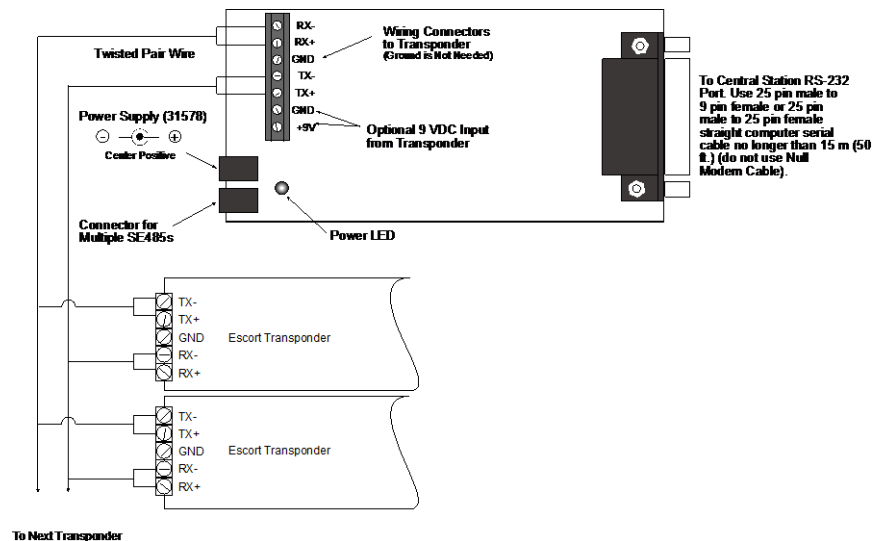 RX-
RX+
GND
TX-
TX+
GND
+9V
Wiring Connectors
to Transponder
(Ground is Not Needed)
Twisted Pair Wire
Optional 9 VDC Input
from Transponder
Power Supply (31578)
Center Positive
To Central Station RS-232
Port. Use 25 pin male to
9 pin female or 25 pin
male to 25 pin female
straight computer serial
cable no longer than 15 m (50
ft.) (do not use Null
Modem Cable).
Connector for
Multiple SE485s
Power LED
TX-
TX+
GND
RX-
RX+
Escort Transponder
TX-
TX+
GND
RX-
RX+
Escort Transponder
To Next Transponder